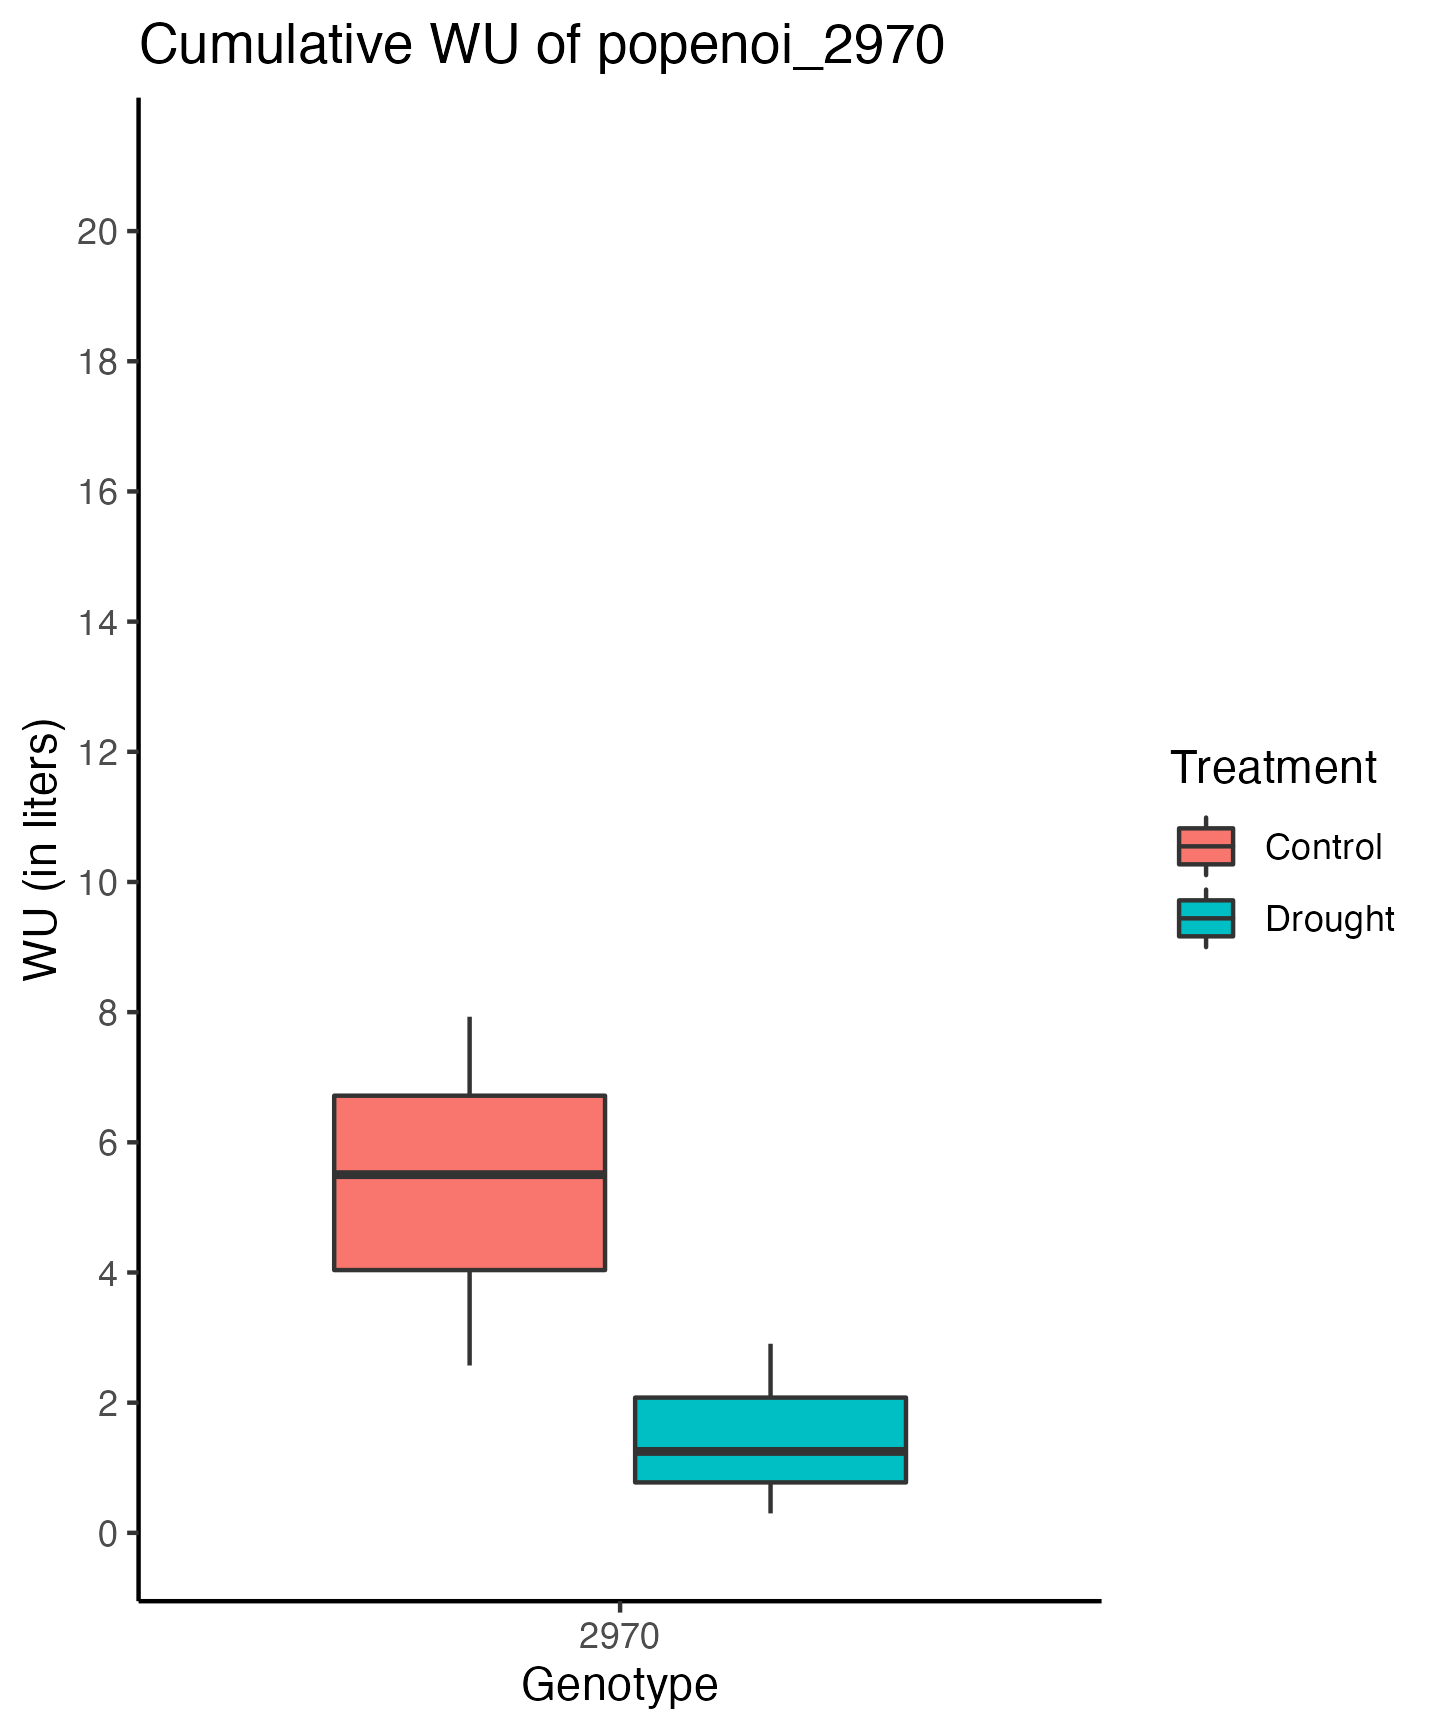 Cumulative WU of popenoi_2970
WU (in liters)
20
18
16
14
12
10
8
6
4
2
0
2970
Genotype
Treatment
Control
Drought